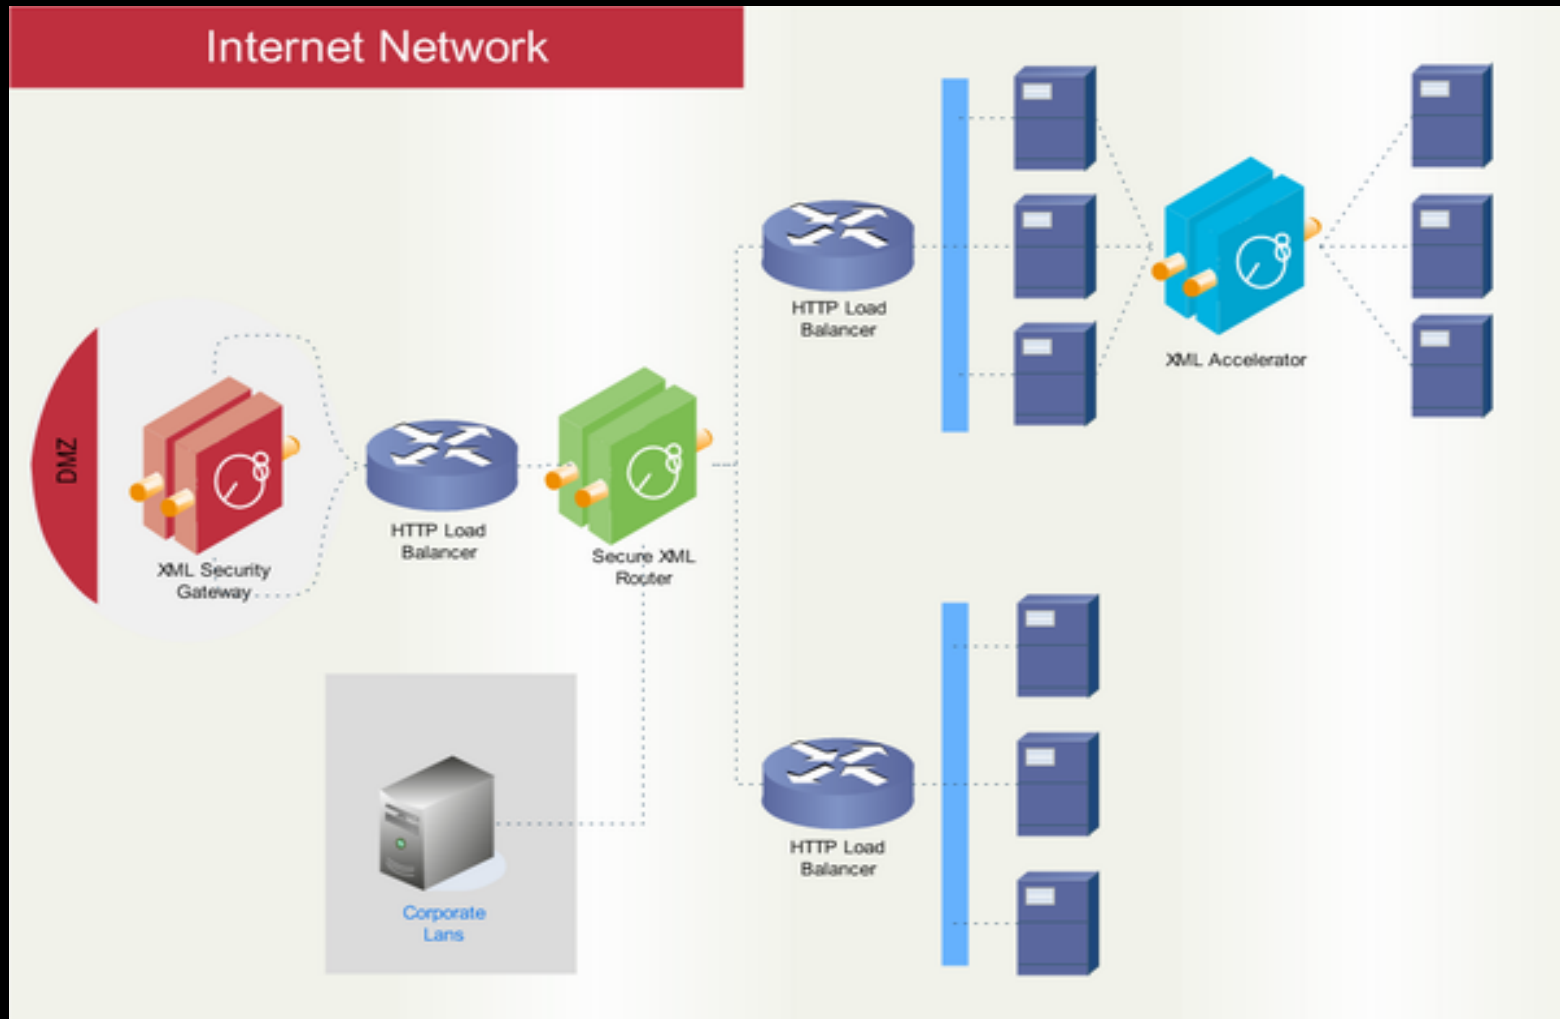 Internet Network
HTTP Load
Balancer
XML Accelerator
DMZ
XML Security
Gateway
HTTP Load
Balancer
Secure XML
Router
HTTP Load
Balancer
Corporate
Lans